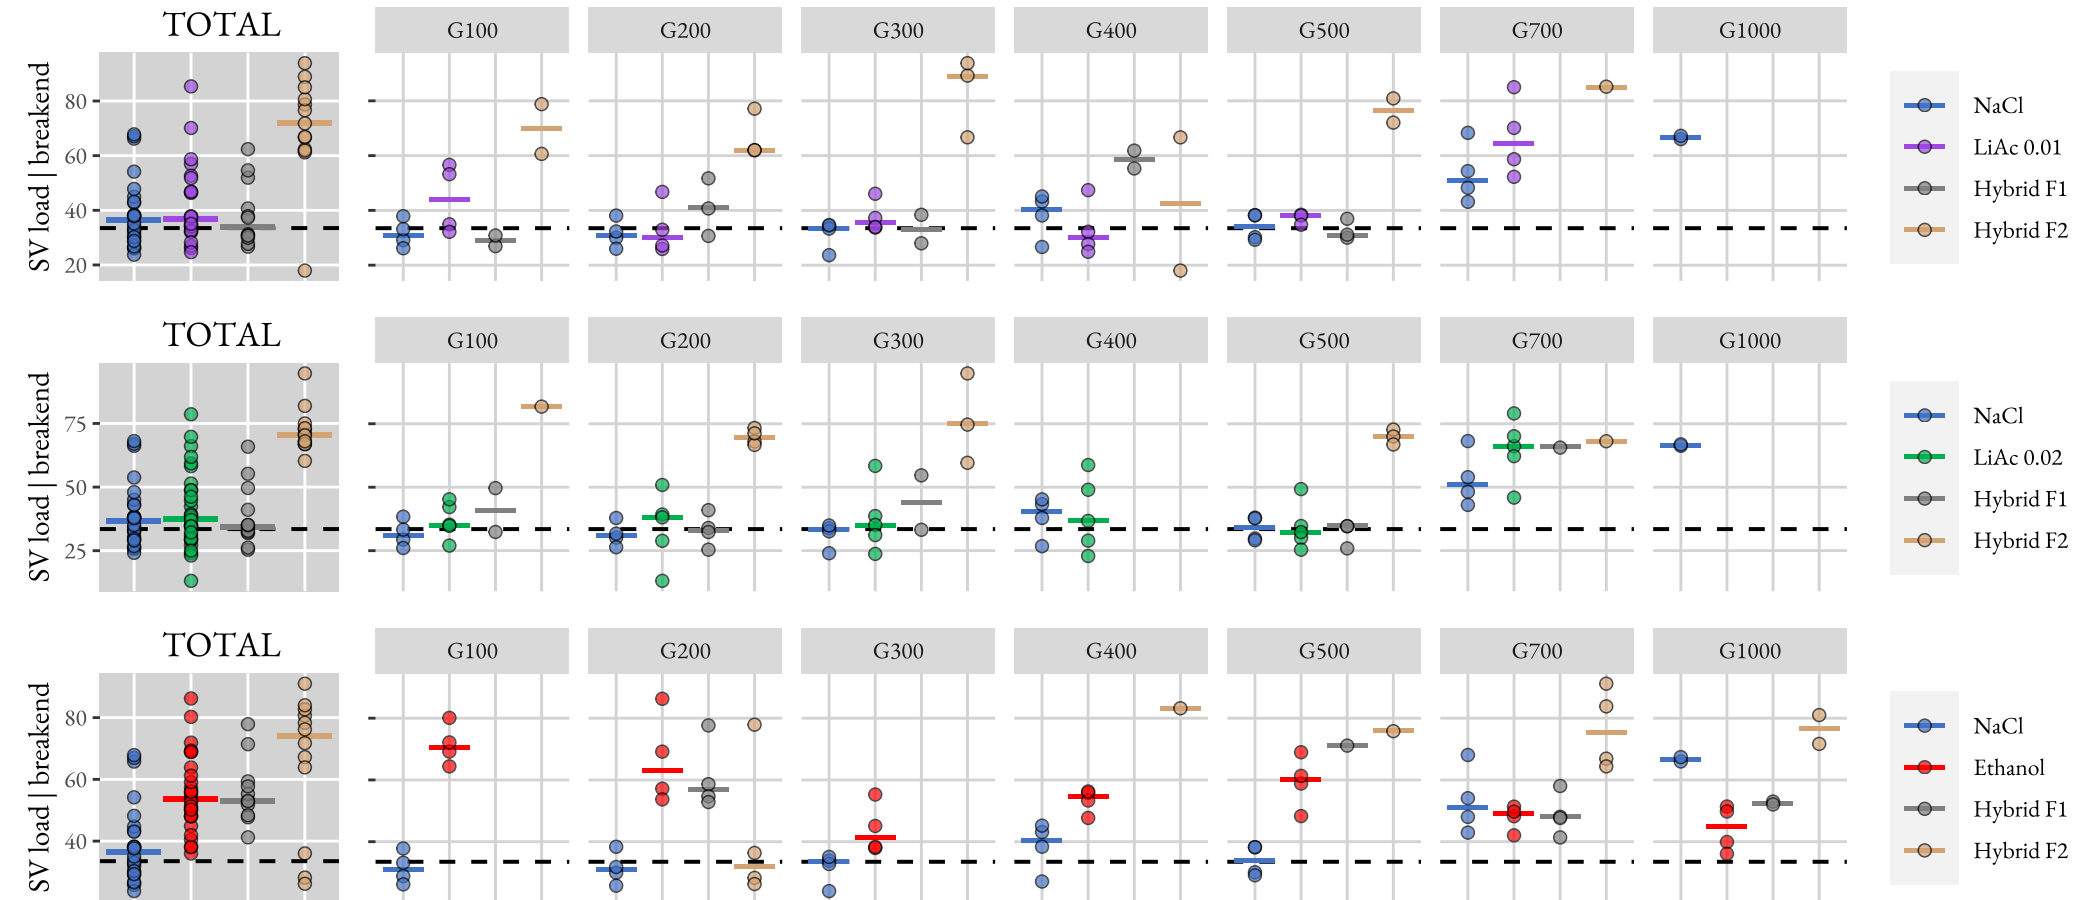 TOTAL
G100 G200 G300 G400 G500 G700 G1000
SV load | breakend
80
60
40
20
NaCl
LiAc 0.01
Hybrid F1
Hybrid F2
TOTAL
G100 G200 G300 G400 G500 G700 G1000
SV load | breakend
75
50
25
NaCl
LiAc 0.02
Hybrid F1
Hybrid F2
TOTAL
G100 G200 G300 G400 G500 G700 G1000
SV load | breakend
80
60
40
NaCl
Ethanol
Hybrid F1
Hybrid F2